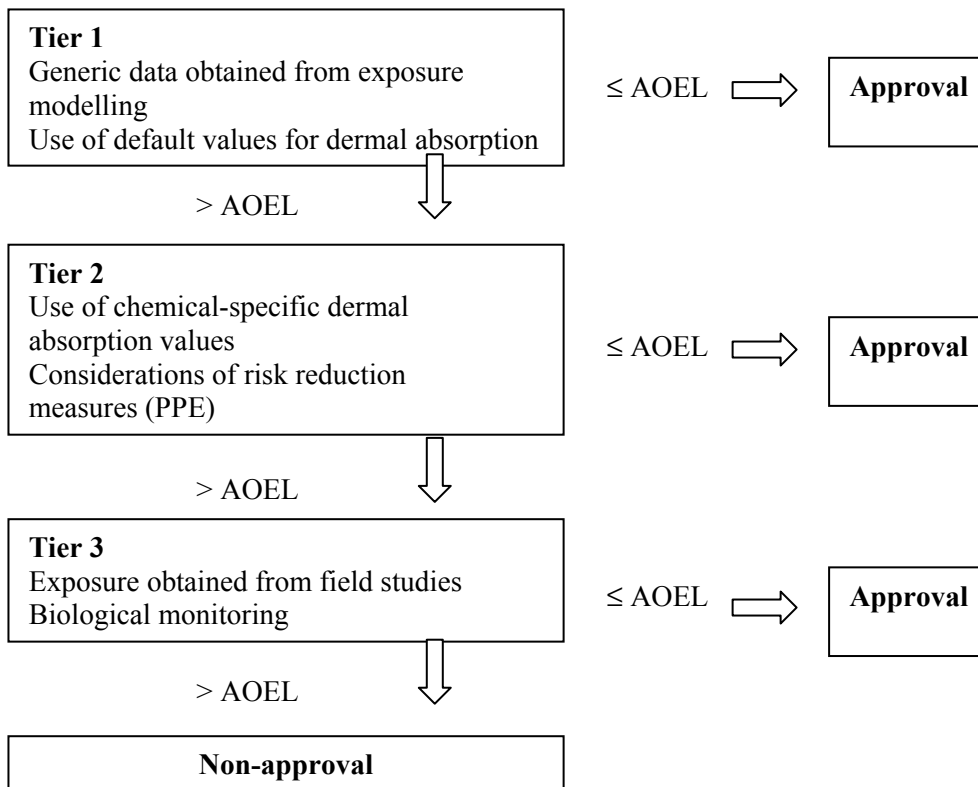 Tier 1
Generic data obtained from exposure
modelling
Use of default values for dermal absorption
≤ AOEL
Approval
> AOEL
Tier 2
Use of chemical-specific dermal
absorption values
Considerations of risk reduction
measures (PPE)
≤ AOEL
Approval
> AOEL
Tier 3
Exposure obtained from field studies
Biological monitoring
≤ AOEL
Approval
> AOEL
Non-approval